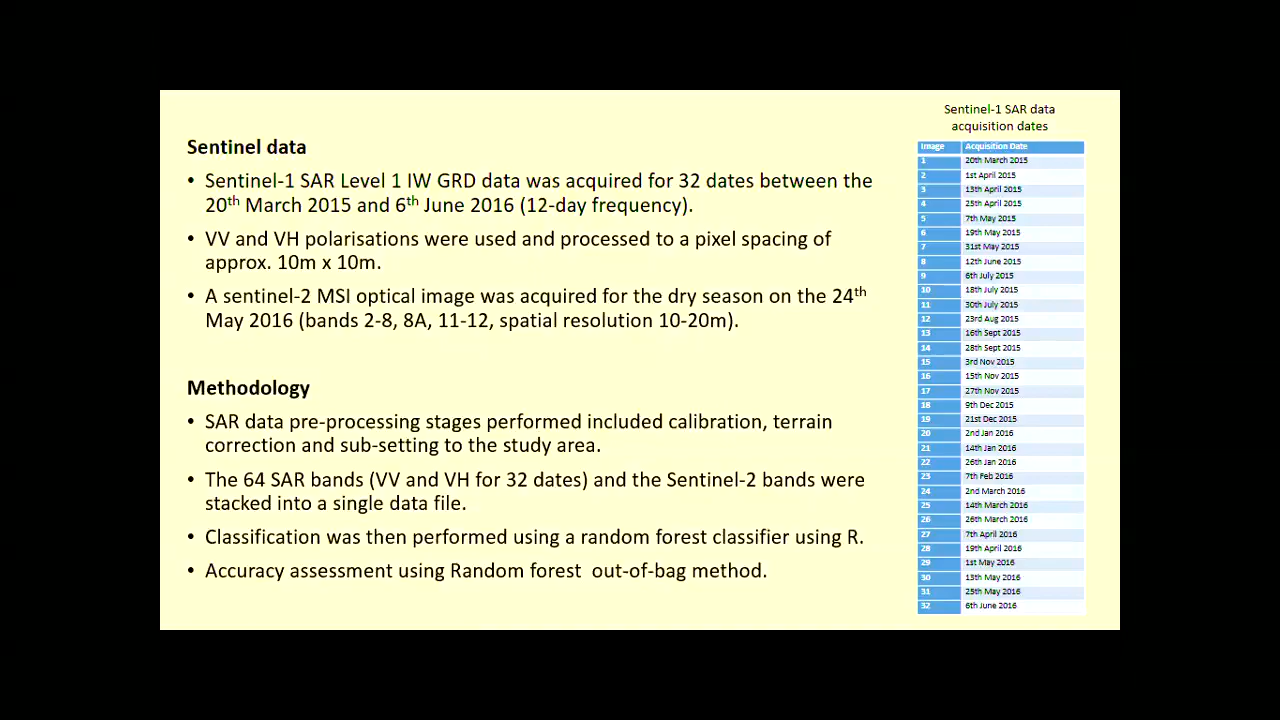 Sentinel data
• Sentinel-1 SAR Level 1 IW GRD data was acquired for 32 dates between the
20th March 2015 and 6th June 2016 (12-day frequency).
• VV and VH polarisations were used and processed to a pixel spacing of
approx. 10m x 10m.
• A sentinel-2 MSI optical image was acquired for the dry season on the 24th
May 2016 (bands 2-8, 8A, 11-12, spatial resolution 10-20m).
Methodology
• SAR data pre-processing stages performed included calibration, terrain
correction and sub-setting to the study area.
• The 64 SAR bands (VV and VH for 32 dates) and the Sentinel-2 bands were
stacked into a single data file.
• Classification was then performed using a random forest classifier using R.
• Accuracy assessment using Random forest  out-of-bag method.
Sentinel-1 SAR data
acquisition dates
Image Acquisition Date
1 20th March 2015
2 1st April 2015
3 13th April 2015
4 25th April 2015
5 7th May 2015
6 19th May 2015
7 31st May 2015
8 12th June 2015
9 6th July 2015
10 18th July 2015
11 30th July 2015
12 23rd Aug 2015
13 16th Sept 2015
14 28th Sept 2015
15 3rd Nov 2015
16 15th Nov 2015
17 27th Nov 2015
18 9th Dec 2015
19 21st Dec 2015
20 2nd Jan 2016
21 14th Jan 2016
22 26th Jan 2016
23 7th Feb 2016
24 2nd March 2016
25 14th March 2016
26 26th March 2016
27 7th April 2016
28 19th April 2016
29 1st May 2016
30 13th May 2016
31 25th May 2016
32 6th June 2016